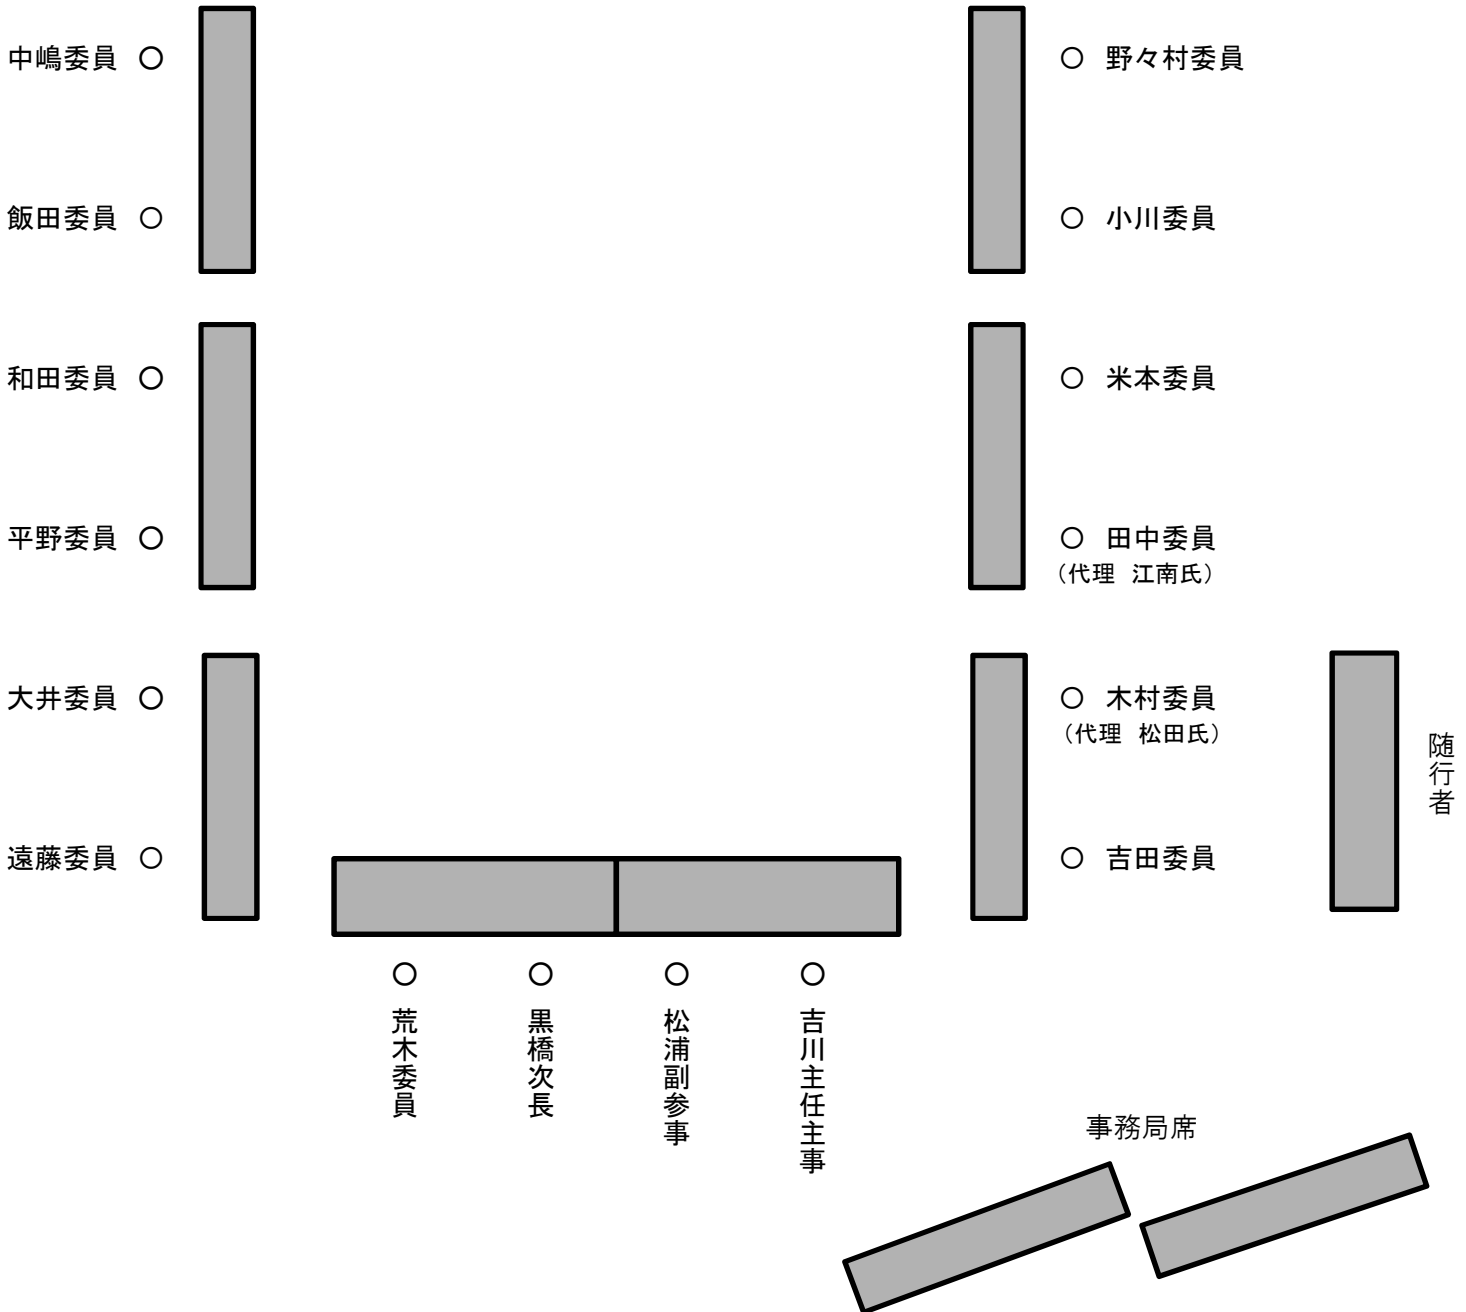 中嶋委員 ○
○ 野々村委員
飯田委員 ○
○ 小川委員
和田委員 ○
○ 米本委員
平野委員 ○
○ 田中委員
（代理 江南氏）
大井委員 ○
○ 木村委員
（代理 松田氏）
随行者
遠藤委員 ○
○ 吉田委員
○ 荒木委員
○ 黒橋次長
○ 松浦副参事
○ 吉川主任主事
事務局席